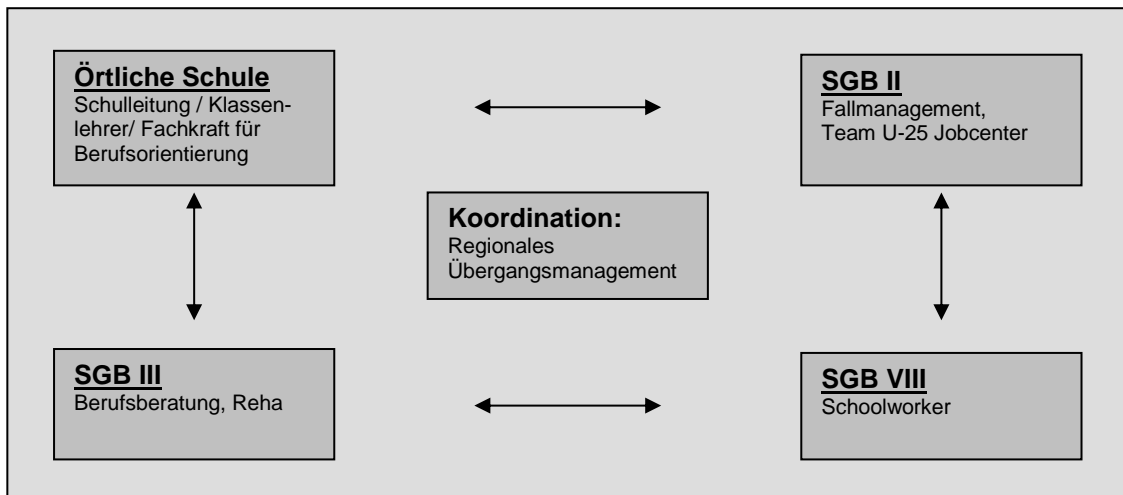 Örtliche Schule
Schulleitung / Klassen-
lehrer/ Fachkraft für
Berufsorientierung
SGB II
Fallmanagement,
Team U-25 Jobcenter
Koordination:
Regionales
Übergangsmanagement
SGB III
Berufsberatung, Reha
SGB VIII
Schoolworker